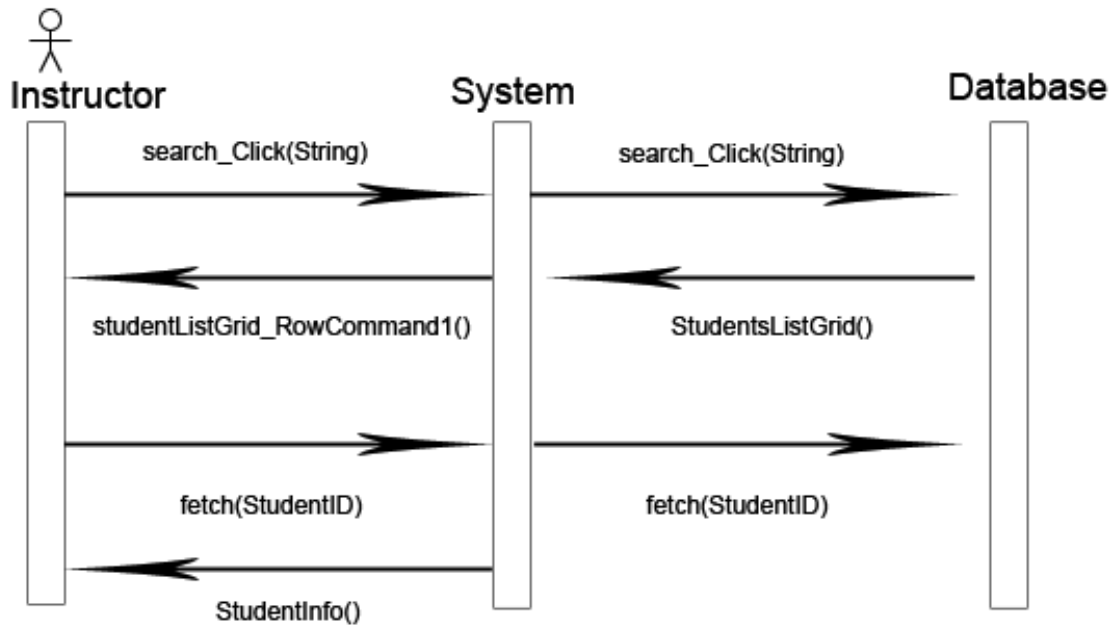 Instructor
System
Database
search_Click(String)
search_Click(String)
studentListGrid_RowCommand1()
StudentsListGrid()
fetch(StudentID)
fetch(StudentID)
StudentInfo()